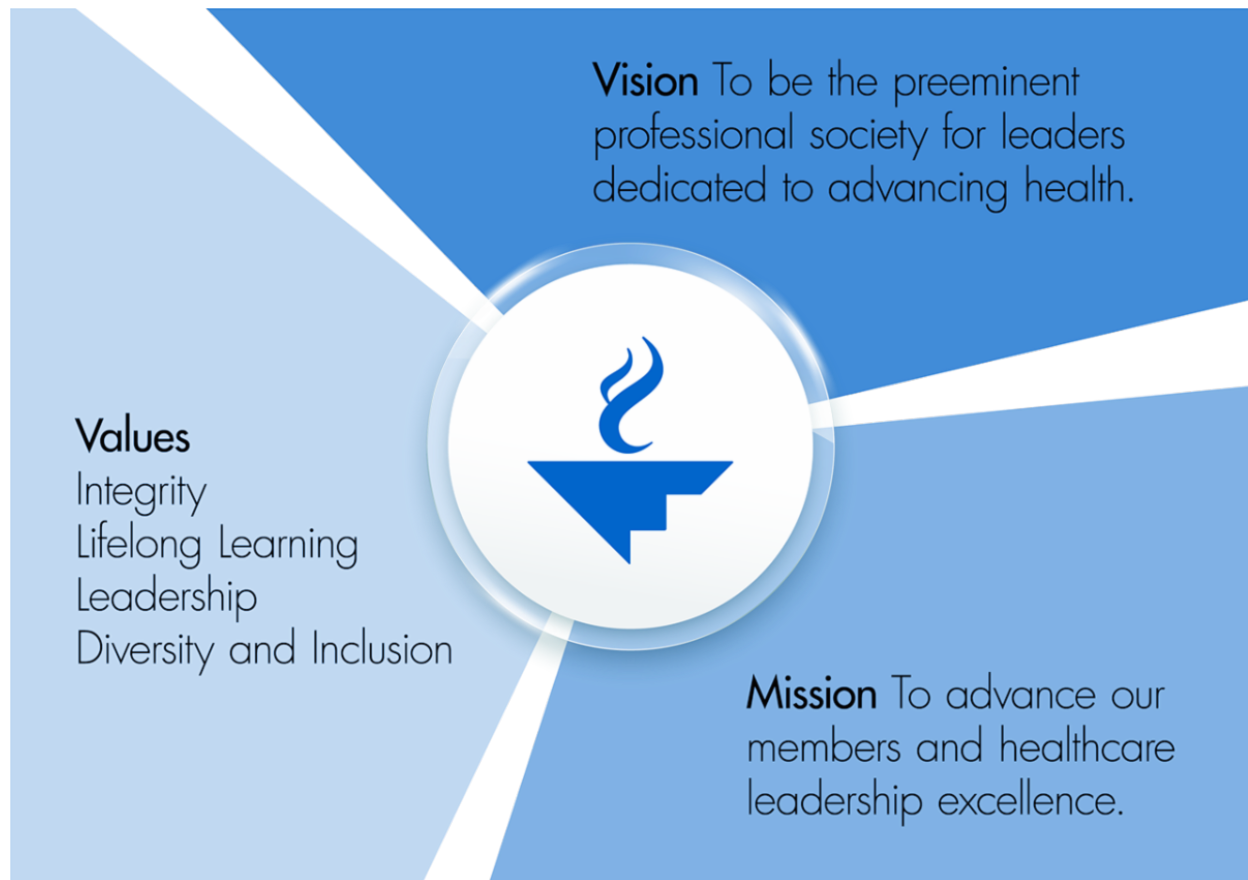 Vision To be the preeminent
professional society for leaders
dedicated to advancing health.
Values
Integrity
Lifelong Learning
Leadership
Diversity and Inclusion
Mission To advance our
members and healthcare
leadership excellence.